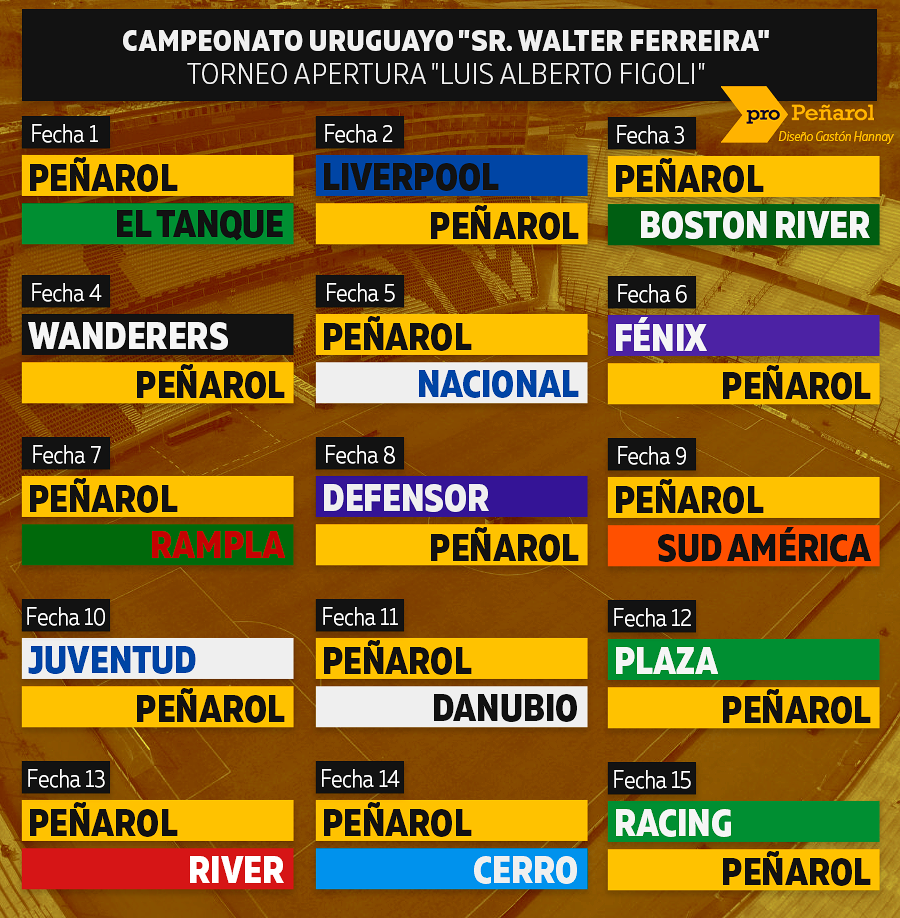 CAMPEONATO URUGUAYO "SR. WALTER FERREIRA"
TORNEO APERTURA "LUIS ALBERTO FIGOLI"
pro Peñarol
Diseño Gastón Hannay
Fecha 1
PEÑAROL
EL TANQUE
Fecha 2
LIVERPOOL
PEÑAROL
Fecha 3
PEÑAROL
BOSTON RIVER
Fecha 4
WANDERERS
PEÑAROL
Fecha 5
PEÑAROL
NACIONAL
Fecha 6
FÉNIX
PEÑAROL
Fecha 7
PEÑAROL
RAMPLA
Fecha 8
DEFENSOR
PEÑAROL
Fecha 9
PEÑAROL
SUD AMÉRICA
Fecha 10
JUVENTUD
PEÑAROL
Fecha 11
PEÑAROL
DANUBIO
Fecha 12
PLAZA
PEÑAROL
Fecha 13
PEÑAROL
RIVER
Fecha 14
PEÑAROL
CERRO
Fecha 15
RACING
PEÑAROL